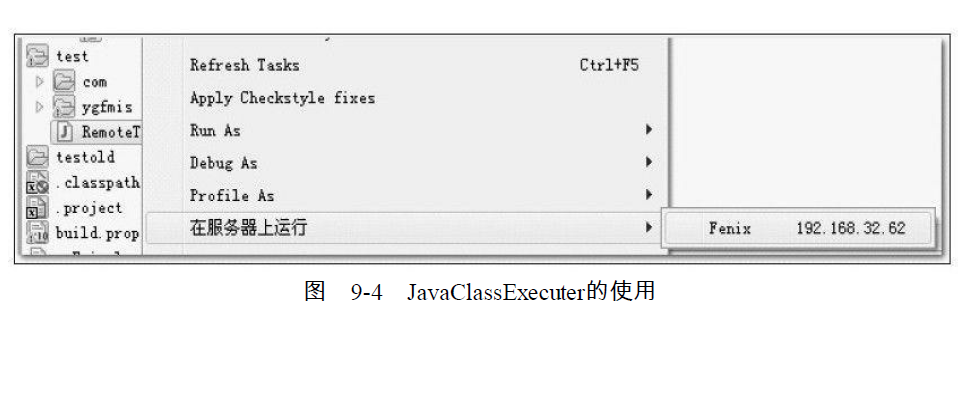 test
com
ygfmis
RemoteT
testold
.classpath
.project
build.prop
Refresh Tasks Ctrl+F5
Apply Checkstyle fixes
Run As
Debug As
Profile As
在服务器上运行
Fenix 192.168.32.62
图 9-4 JavaClassExecuter的使用